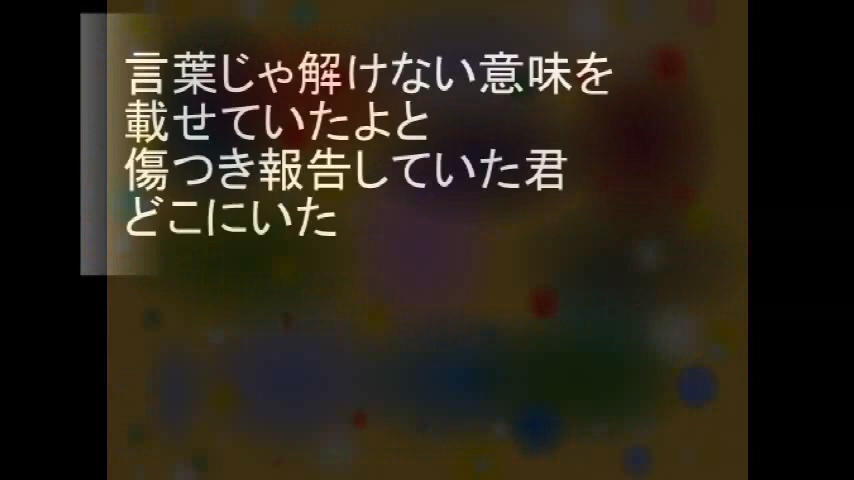 言葉じゃ解けない意味を
載せていたよと
傷つき報告していた君
どこにいた